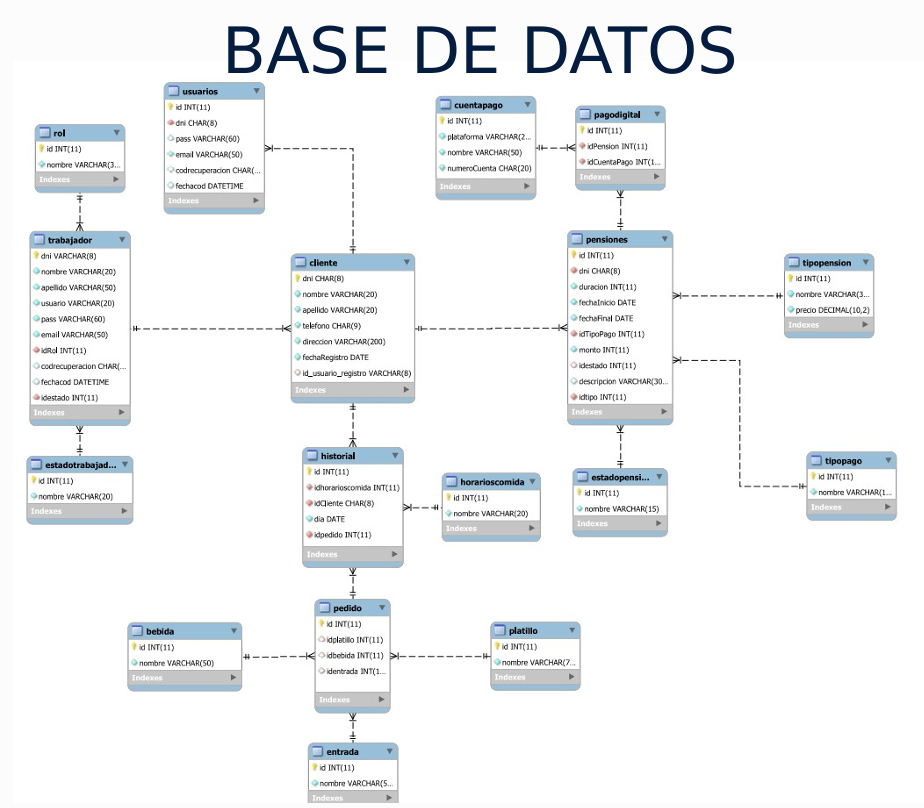 BASE DE DATOS
usuarios
id INT(11)
dni CHAR(8)
pass VARCHAR(60)
email VARCHAR(50)
codrecuperacion CHAR(...
fechacod DATETIME
Indexes
cuentapago
id INT(11)
plataforma VARCHAR(2...
nombre VARCHAR(50)
numeroCuenta CHAR(20)
Indexes
pagodigital
id INT(11)
idPension INT(11)
idCuentaPago INT(1...
Indexes
rol
id INT(11)
nombre VARCHAR(3...
Indexes
trabajador
dni VARCHAR(8)
nombre VARCHAR(20)
apellido VARCHAR(50)
usuario VARCHAR(20)
pass VARCHAR(60)
email VARCHAR(50)
idRol INT(11)
codrecuperacion CHAR(...
fechacod DATETIME
idestado INT(11)
Indexes
cliente
dni CHAR(8)
nombre VARCHAR(20)
apellido VARCHAR(20)
telefono CHAR(9)
direccion VARCHAR(200)
fechaRegistro DATE
id_usuario_registro VARCHAR(8)
Indexes
pensiones
id INT(11)
dni CHAR(8)
duracion INT(11)
fechaInicio DATE
fechaFinal DATE
idTipoPago INT(11)
monto INT(11)
idestado INT(11)
descripcion VARCHAR(30...
idtipo INT(11)
Indexes
tipopension
id INT(11)
nombre VARCHAR(3...
precio DECIMAL(10,2)
Indexes
estadotrabajad...
id INT(11)
nombre VARCHAR(20)
Indexes
historial
id INT(11)
idhorarioscomida INT(11)
idCliente CHAR(8)
dia DATE
idpedido INT(11)
Indexes
horarioscomida
id INT(11)
nombre VARCHAR(20)
Indexes
estadopensi...
id INT(11)
nombre VARCHAR(15)
Indexes
tipopago
id INT(11)
nombre VARCHAR(1...
Indexes
bebida
id INT(11)
nombre VARCHAR(50)
Indexes
pedido
id INT(11)
idplatillo INT(11)
idbebida INT(11)
identrada INT(1...
Indexes
platillo
id INT(11)
nombre VARCHAR(7...
Indexes
entrada
id INT(11)
nombre VARCHAR(5...
Indexes